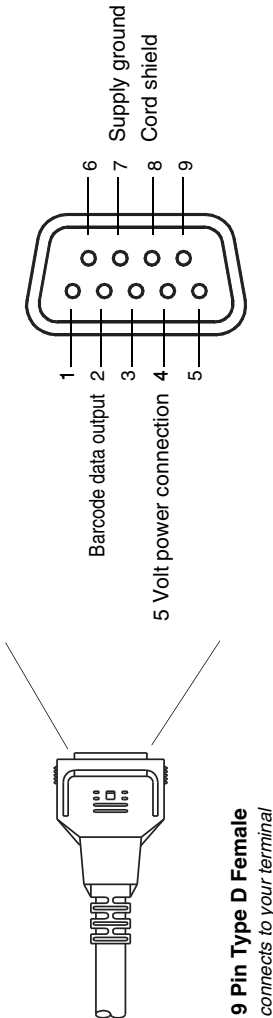 9 Pin Type D Female
connects to your terminal
1
Barcode data output 2
3
5 Volt power connection 4
5
6
7 Supply ground
8 Cord shield
9